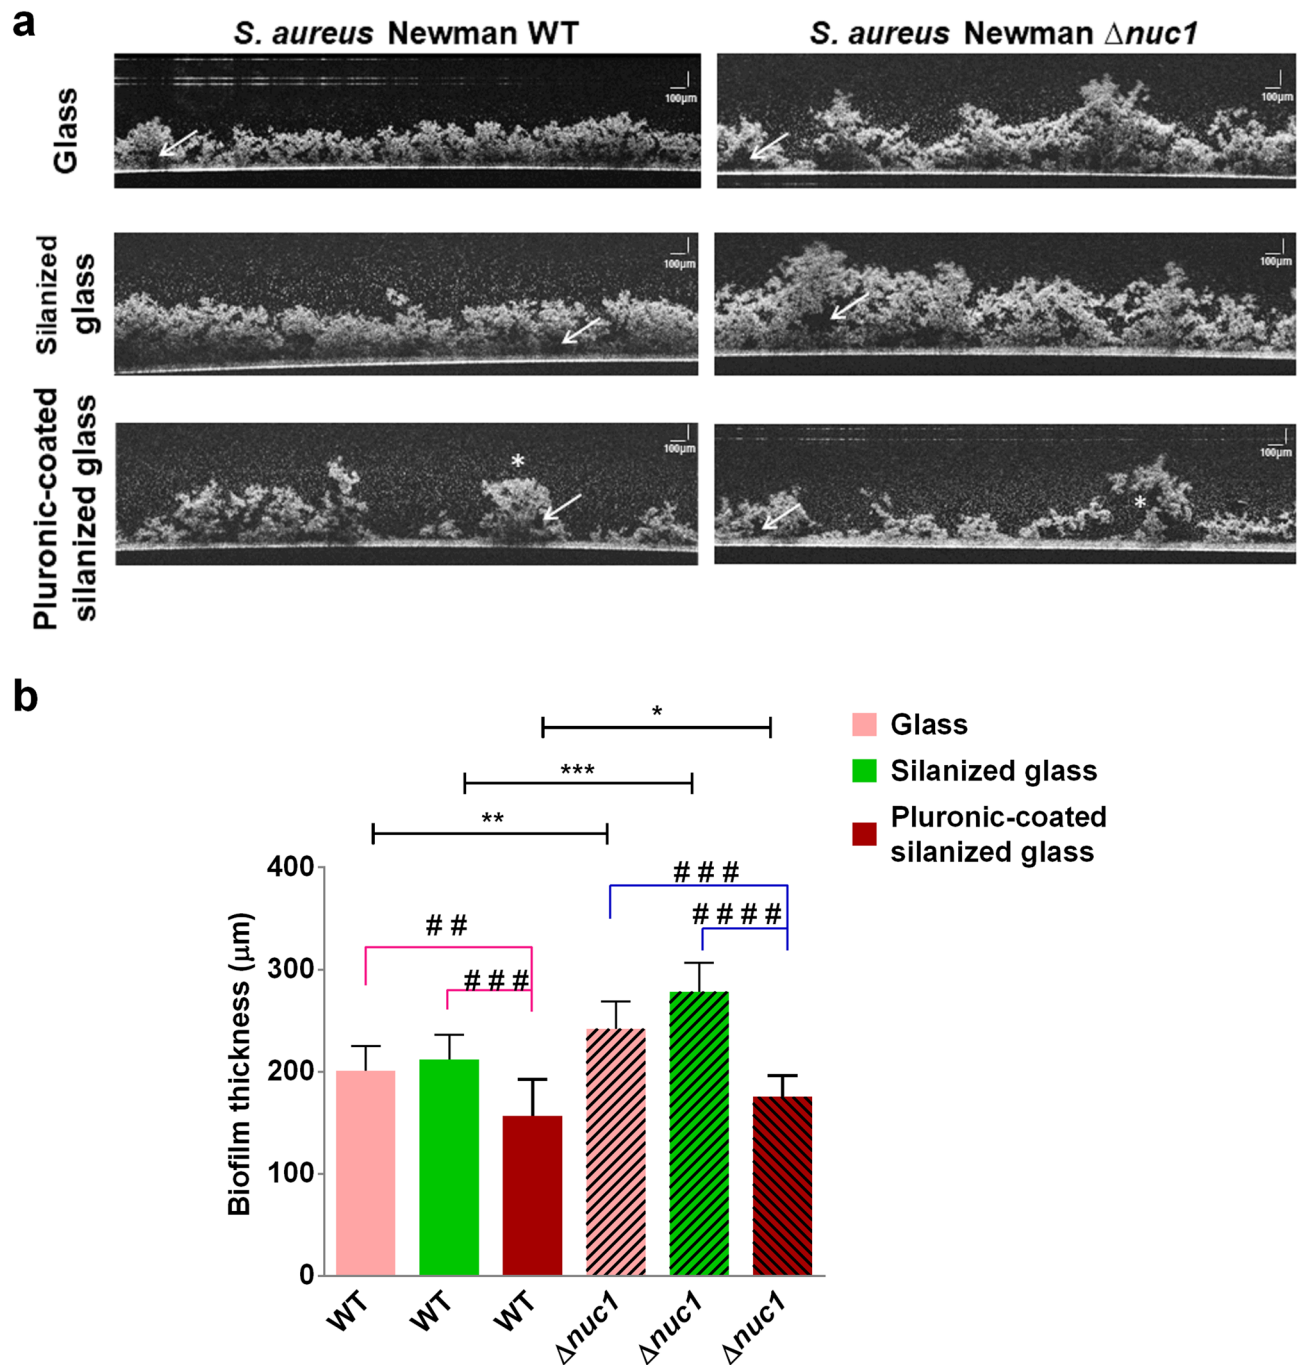 a
S. aureus Newman WT
S. aureus Newman Δnuc1
Glass
100μm
100μm
Silanized
glass
100μm
100μm
Pluronic-coated
silanized glass
*
100μm
*
100μm
b
*
***
**
Glass
Silanized glass
Pluronic-coated
silanized glass
Biofilm thickness (μm)
400
300
200
100
0
# # #
# # # #
# #
# # #
WT
WT
WT
Δnuc1
Δnuc1
Δnuc1